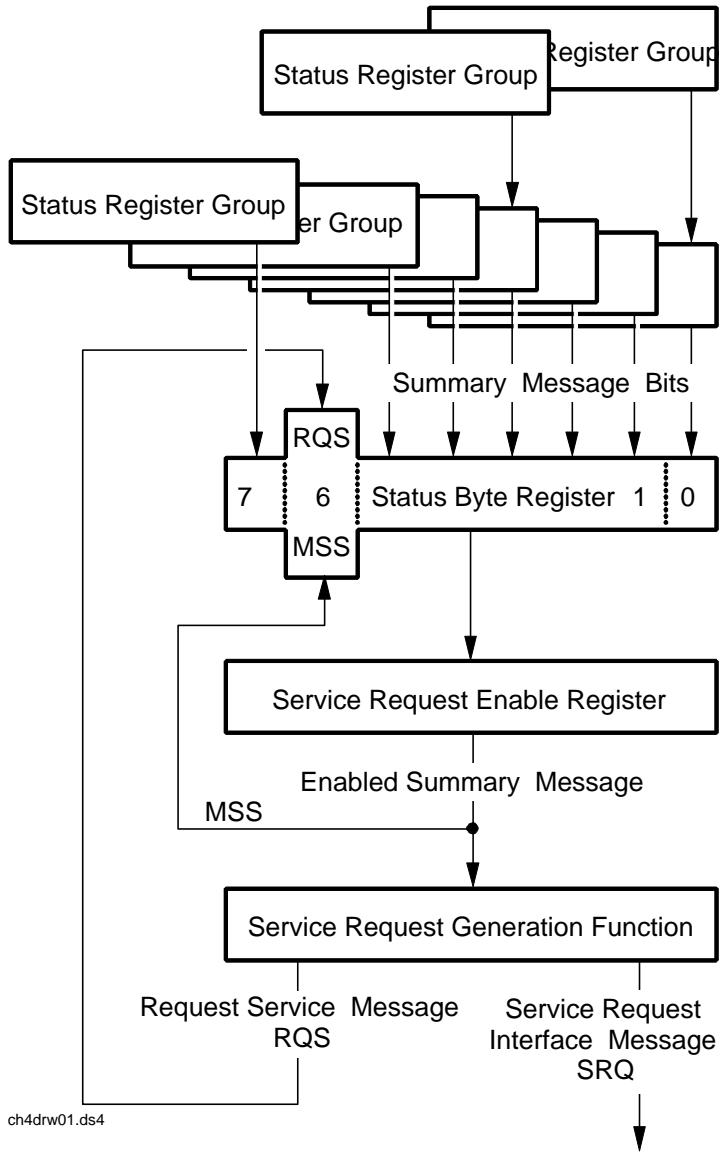 Register Group
Status Register Group
Status Register Group
er Group
Summary Message Bits
RQS
7 6 Status Byte Register 1 0
MSS
Service Request Enable Register
Enabled Summary Message
MSS
Service Request Generation Function
Request Service Message
RQS
Service Request
Interface Message
SRQ
ch4drw01.ds4